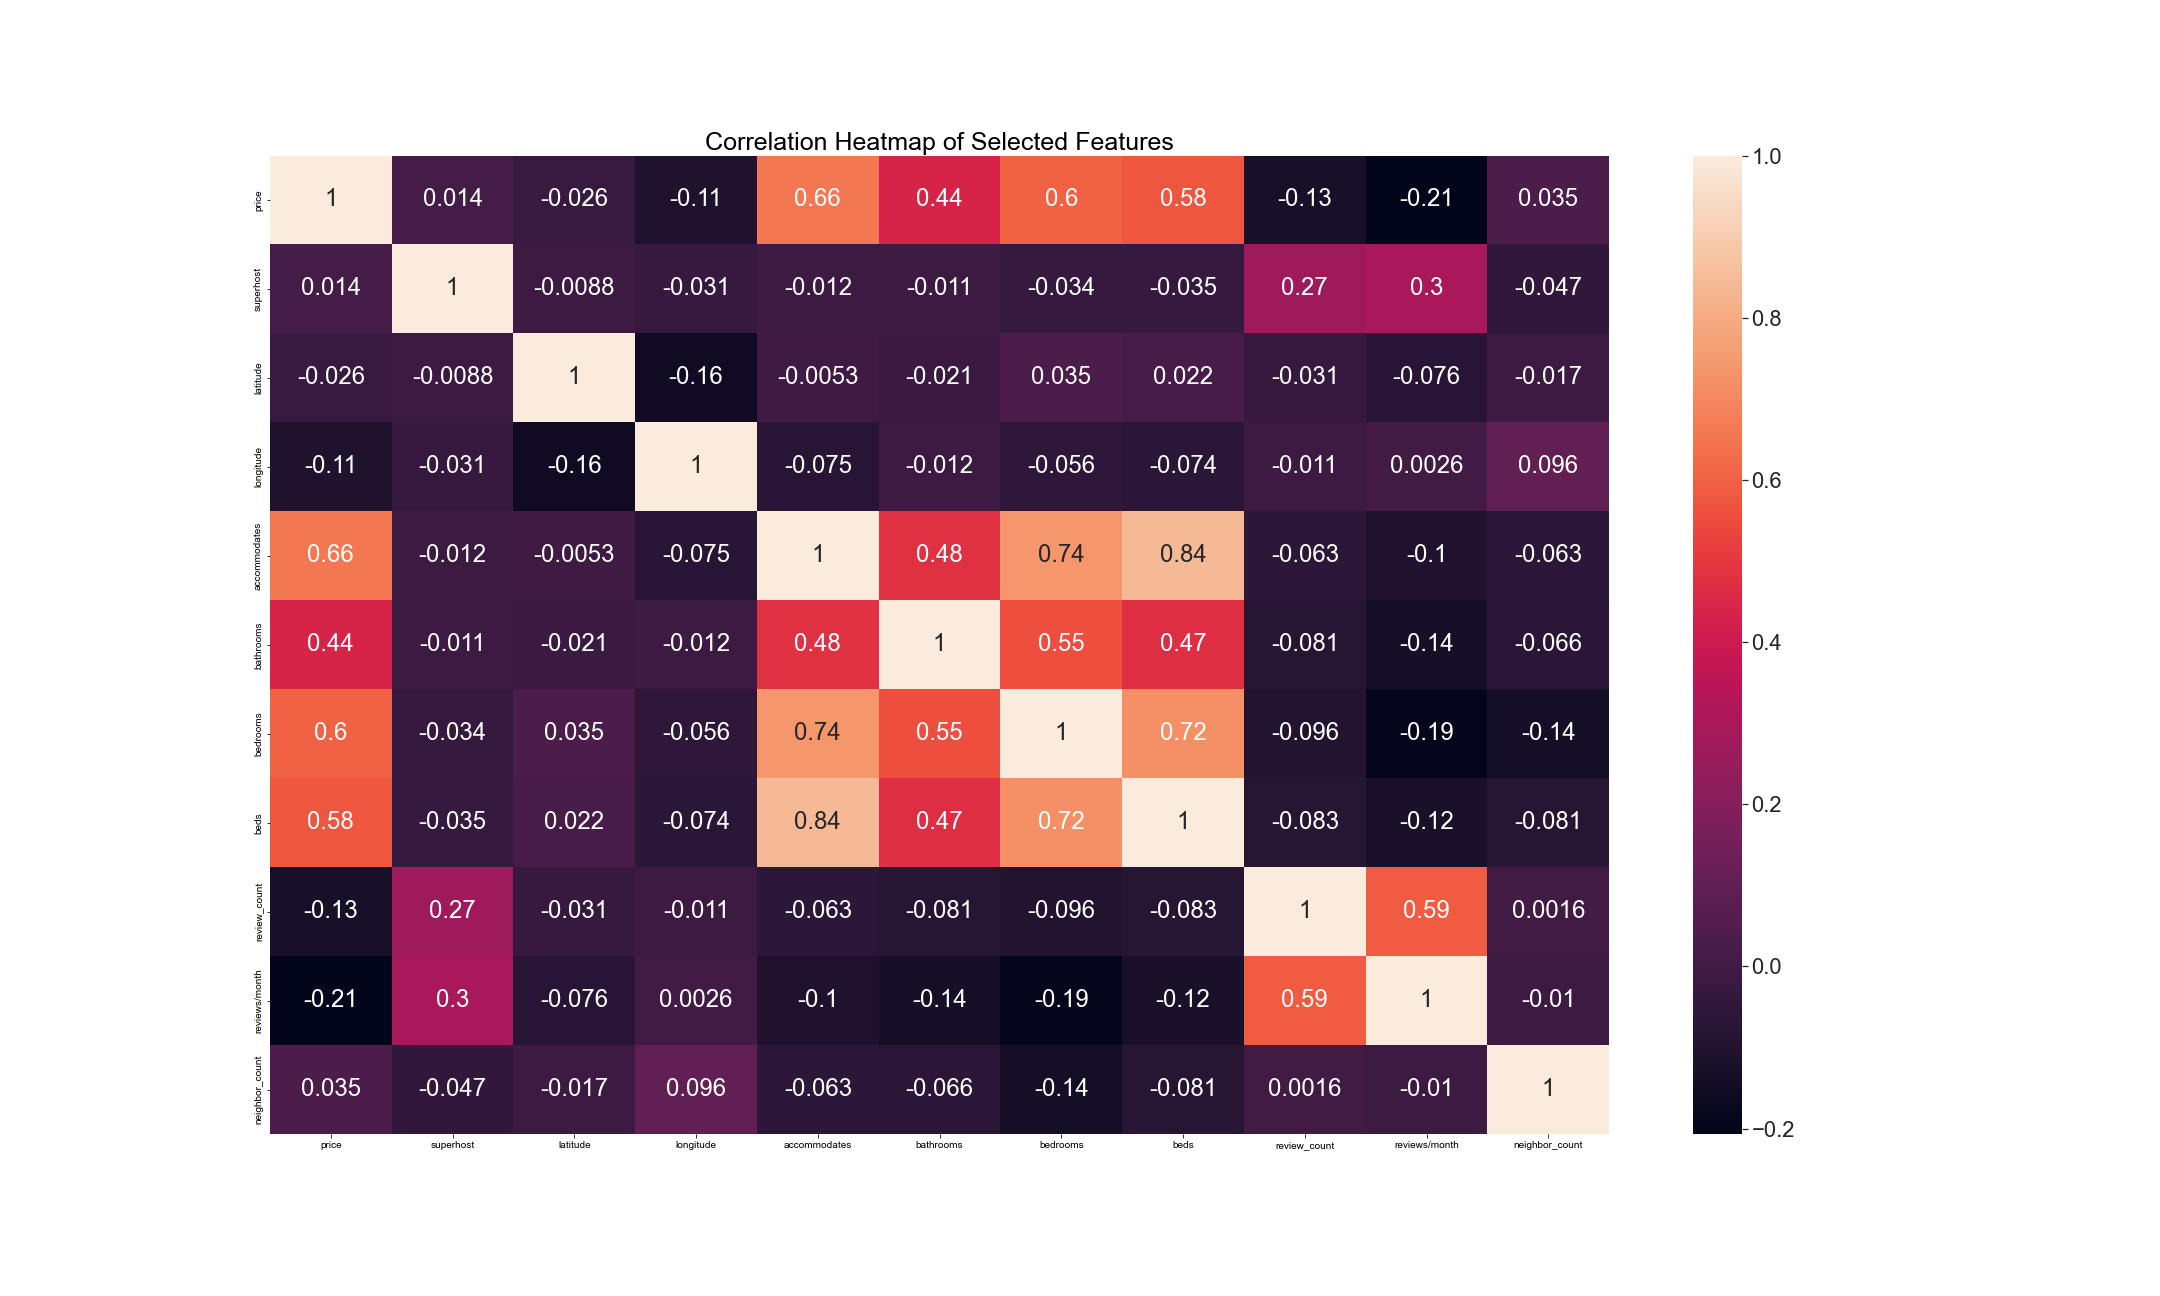 Correlation Heatmap of Selected Features
price 1 0.014 -0.026 -0.11 0.66 0.44 0.6 0.58 -0.13 -0.21 0.035
superhost 0.014 1 -0.0088 -0.031 -0.012 -0.011 -0.034 -0.035 0.27 0.3 -0.047
latitude -0.026 -0.0088 1 -0.16 -0.0053 -0.021 0.035 0.022 -0.031 -0.076 -0.017
longitude -0.11 -0.031 -0.16 1 -0.075 -0.012 -0.056 -0.074 -0.011 0.0026 0.096
accommodates 0.66 -0.012 -0.0053 -0.075 1 0.48 0.74 0.84 -0.063 -0.1 -0.063
bathrooms 0.44 -0.011 -0.021 -0.012 0.48 1 0.55 0.47 -0.081 -0.14 -0.066
bedrooms 0.6 -0.034 0.035 -0.056 0.74 0.55 1 0.72 -0.096 -0.19 -0.14
beds 0.58 -0.035 0.022 -0.074 0.84 0.47 0.72 1 -0.083 -0.12 -0.081
review_count -0.13 0.27 -0.031 -0.011 -0.063 -0.081 -0.096 -0.083 1 0.59 0.0016
reviews/month -0.21 0.3 -0.076 0.0026 -0.1 -0.14 -0.19 -0.12 0.59 1 -0.01
neighbor_count 0.035 -0.047 -0.017 0.096 -0.063 -0.066 -0.14 -0.081 0.0016 -0.01 1
price superhost latitude longitude accommodates bathrooms bedrooms beds review_count reviews/month neighbor_count
1.0
0.8
0.6
0.4
0.2
0.0
−0.2